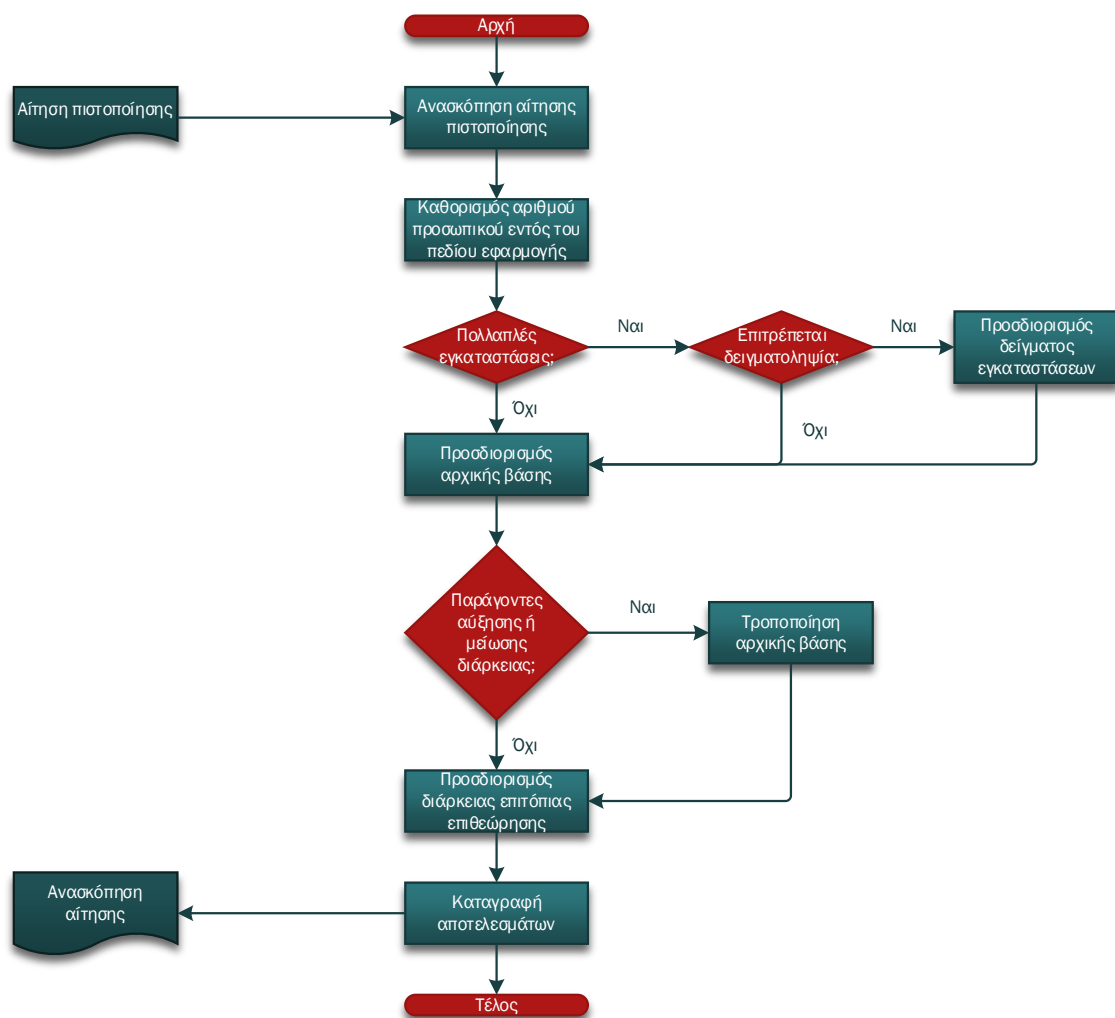 Αρχή
Αίτηση πιστοποίησης
Ανασκόπηση αίτησης
πιστοποίησης
Καθορισμός αριθμού
προσωπικού εντός του
πεδίου εφαρμογής
Πολλαπλές
εγκαταστάσεις;
Ναι
Επιτρέπεται
δειγματοληψία;
Ναι
Προσδιορισμός
δείγματος
εγκαταστάσεων
Όχι
Όχι
Προσδιορισμός
αρχικής βάσης
Παράγοντες
αύξησης ή
μείωσης
διάρκειας;
Ναι
Τροποποίηση
αρχικής βάσης
Όχι
Προσδιορισμός
διάρκειας επιτόπιας
επιθεώρησης
Ανασκόπηση
αίτησης
Καταγραφή
αποτελεσμάτων
Τέλος